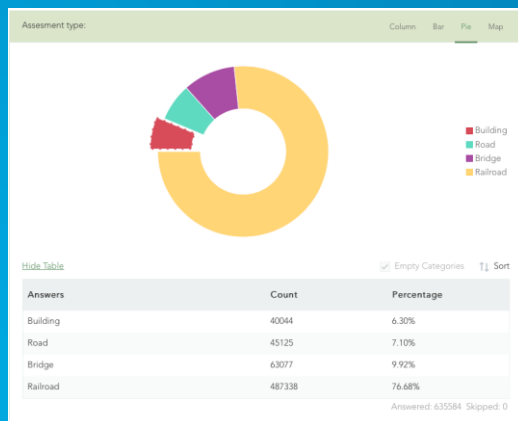 Assesment type:
Column Bar Pie Map
Building
Road
Bridge
Railroad
Hide Table
Empty Categories Sort
Answers Count Percentage
Building 40044 6.30%
Road 45125 7.10%
Bridge 63077 9.92%
Railroad 487338 76.68%
Answered: 635584 Skipped: 0